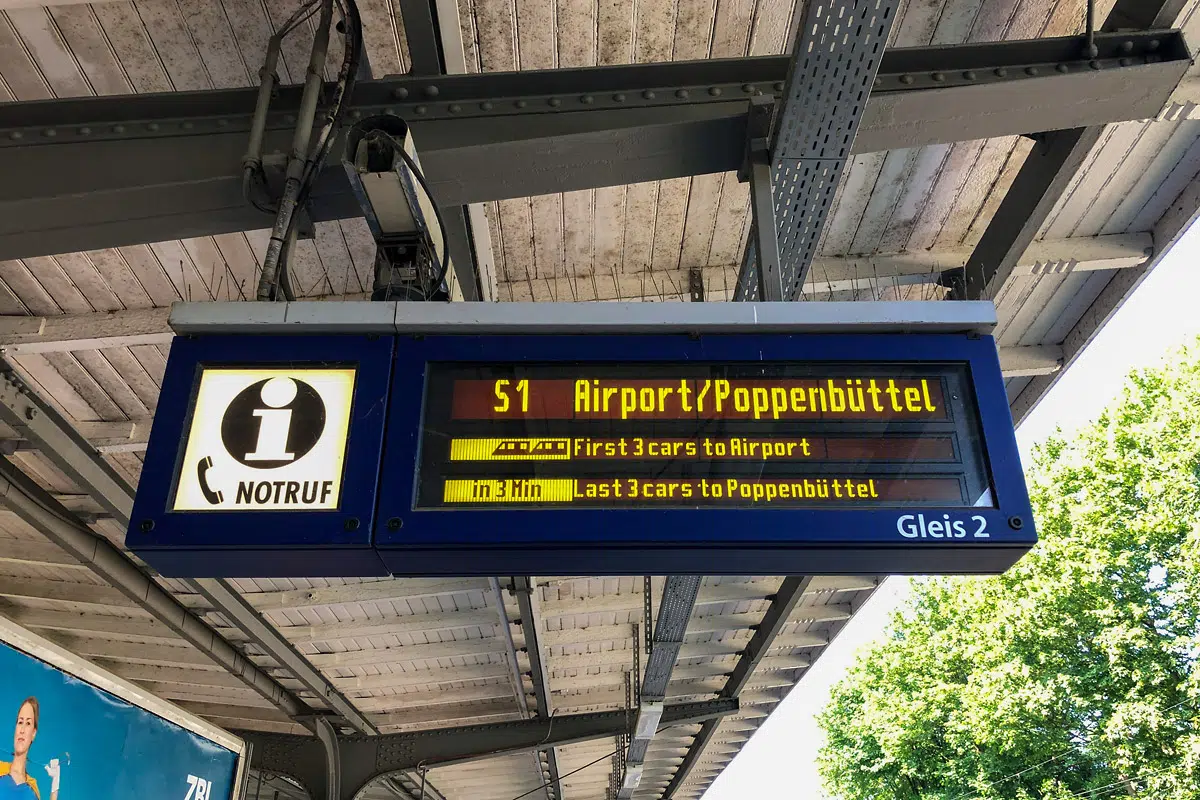 S1 Airport/Poppenbüttel
First 3 cars to Airport
in 3 Min Last 3 cars to Poppenbüttel
i
NOTRUF
Gleis 2